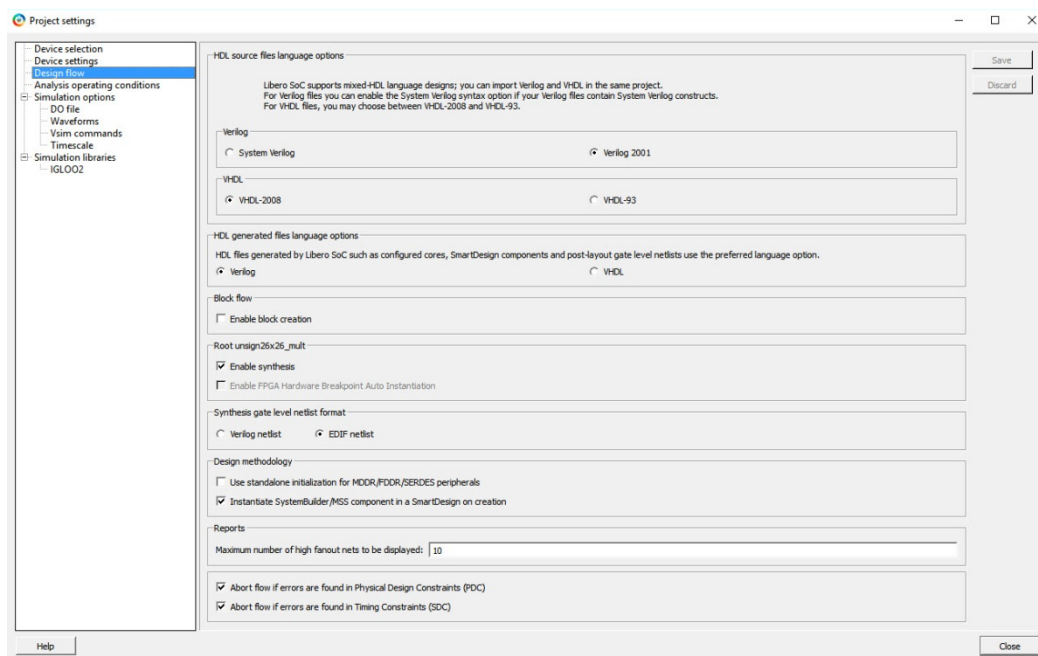 Project settings
Device selection
Device settings
Design flow
Analysis operating conditions
Simulation options
DO file
Waveforms
Vsim commands
Timescale
Simulation libraries
IGLOO2
HDL source files language options
Libero SoC supports mixed-HDL language designs; you can import Verilog and VHDL in the same project.
For Verilog files you can enable the System Verilog syntax option if your Verilog files contain System Verilog constructs.
For VHDL files, you may choose between VHDL-2008 and VHDL-93.
Verilog
System Verilog Verilog 2001
VHDL
VHDL-2008 VHDL-93
HDL generated files language options
HDL files generated by Libero SoC such as configured cores, SmartDesign components and post-layout gate level netlists use the preferred language option.
Verilog VHDL
Block flow
Enable block creation
Root unsign26x26_mult
Enable synthesis
Enable FPGA Hardware Breakpoint Auto Instantiation
Synthesis gate level netlist format
Verilog netlist EDIF netlist
Design methodology
Use standalone initialization for MDDR/FDDR/SERDES peripherals
Instantiate SystemBuilder/MSS component in a SmartDesign on creation
Reports
Maximum number of high fanout nets to be displayed: 10
Abort flow if errors are found in Physical Design Constraints (PDC)
Abort flow if errors are found in Timing Constraints (SDC)
Save
Discard
Help
Close